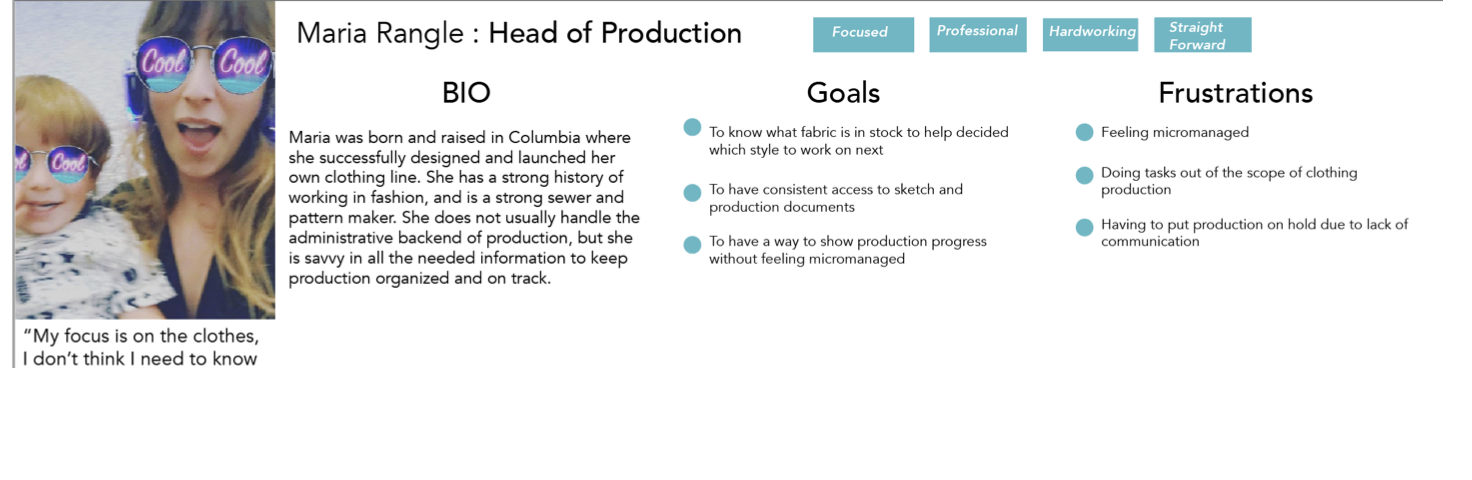 Maria Rangle : Head of Production
Focused
Professional
Hardworking
Straight
Forward
Cool Cool
Cool
BIO
Maria was born and raised in Columbia where
she successfully designed and launched her
own clothing line. She has a strong history of
working in fashion, and is a strong sewer and
pattern maker. She does not usually handle the
administrative backend of production, but she
is savvy in all the needed information to keep
production organized and on track.
"My focus is on the clothes,
I don't think I need to know
Goals
To know what fabric is in stock to help decided
which style to work on next
To have consistent access to sketch and
production documents
To have a way to show production progress
without feeling micromanaged
Frustrations
Feeling micromanaged
Doing tasks out of the scope of clothing
production
Having to put production on hold due to lack of
communication